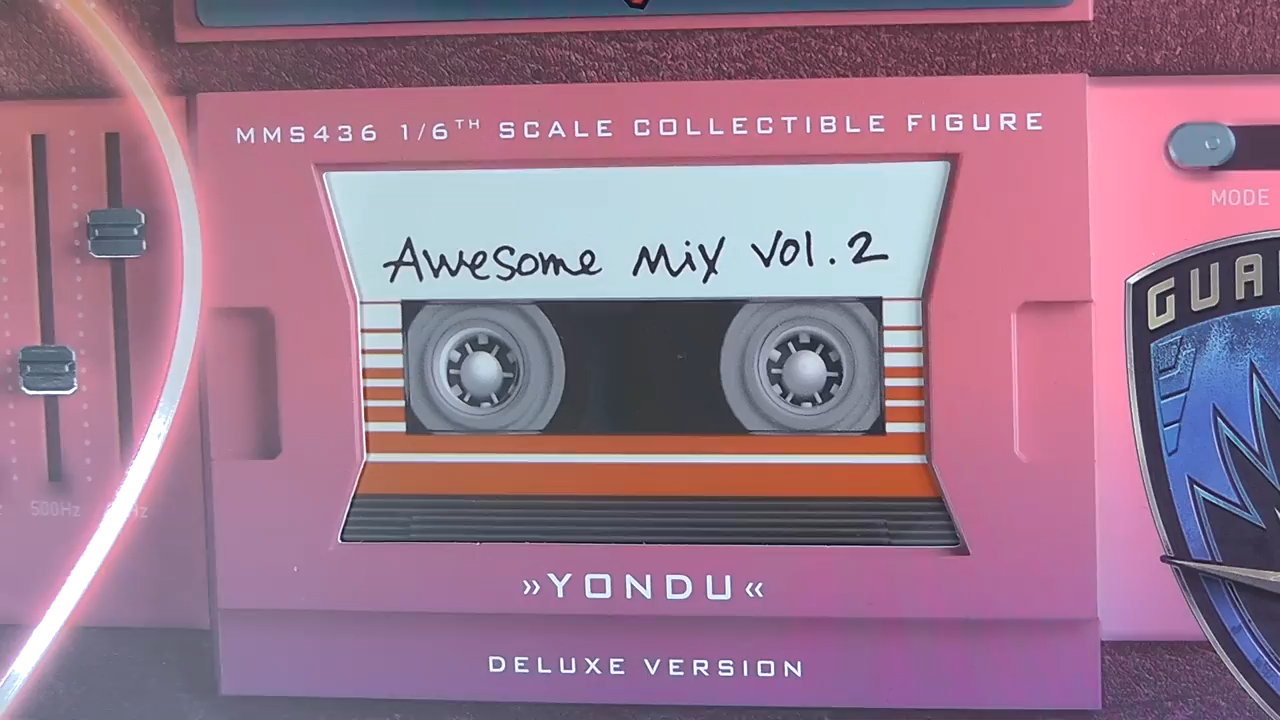 MMS436 1/6TH SCALE COLLECTIBLE FIGURE
MODE
Awesome Mix Vol. 2
GUA
500Hz
»YONDU«
DELUXE VERSION